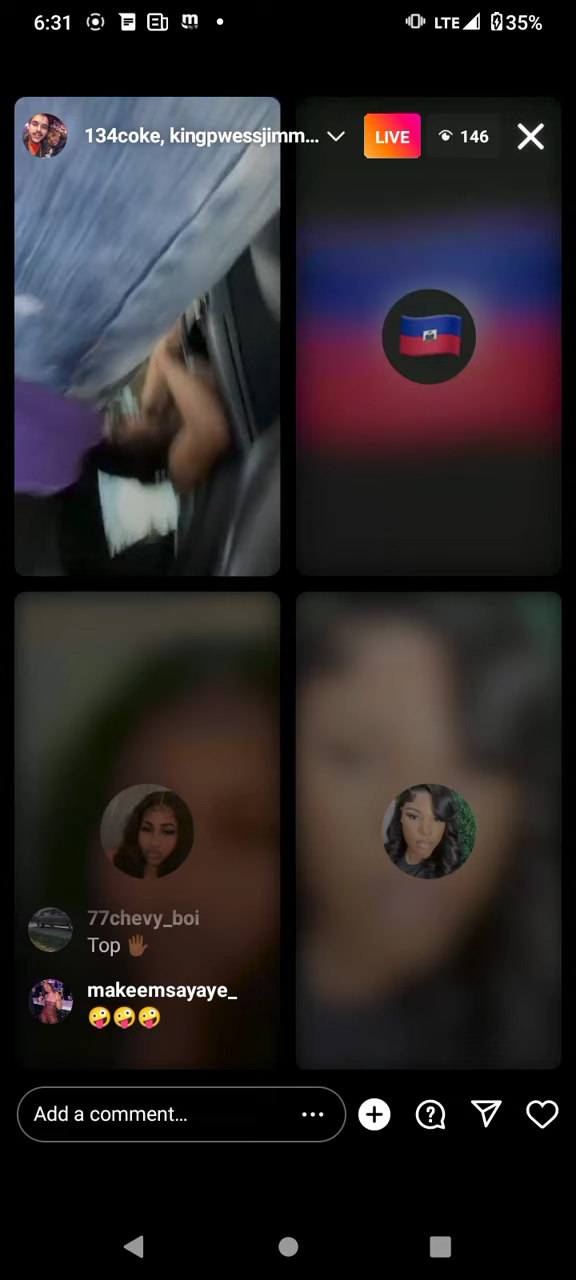 6:31
LTE 35%
134coke, kingpwessjimm...
LIVE
146
77chevy_boi
Top 🤚🏾
makeemsayaye_
🤪🤪🤪
Add a comment...